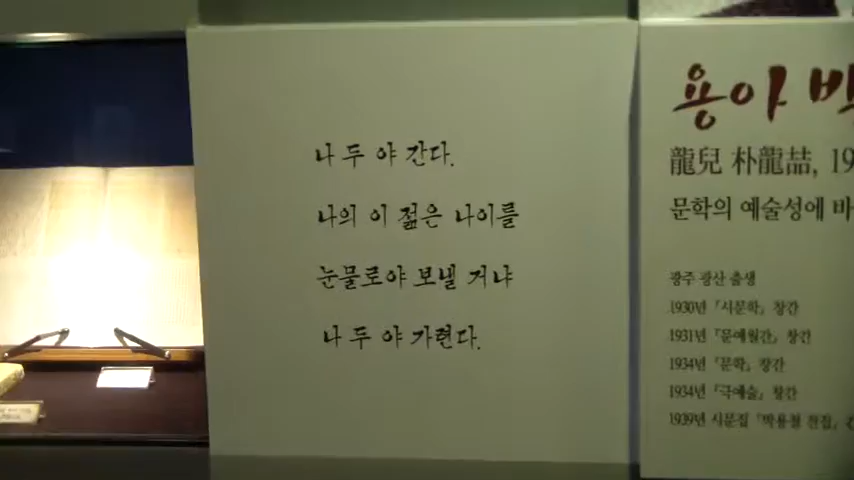 나 두 야 간다.
나의 이 젊은 나이를
눈물로야 보낼 거냐
나 두 야 가련다.
용아
龍兒 朴龍喆,
문학의 예술성에
광주 광산 출생
1930년 『시문학』 창간
1931년 『문예월간』 창간
1934년 『문학』 창간
1934년 『극예술』 창간
1939년 시문집 『박용철 전집』